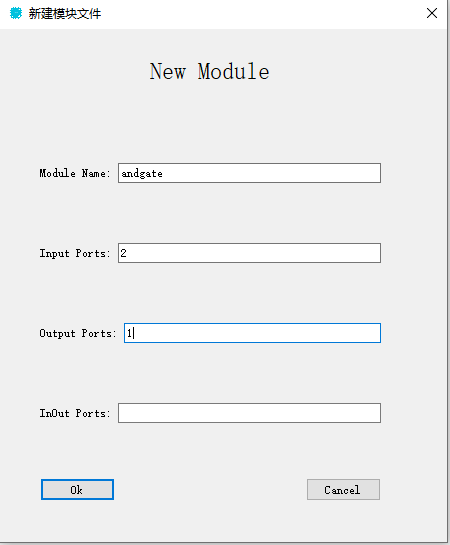 新建模块文件
New Module
Module Name: andgate
Input Ports: 2
Output Ports: 1
InOut Ports:
Ok Cancel